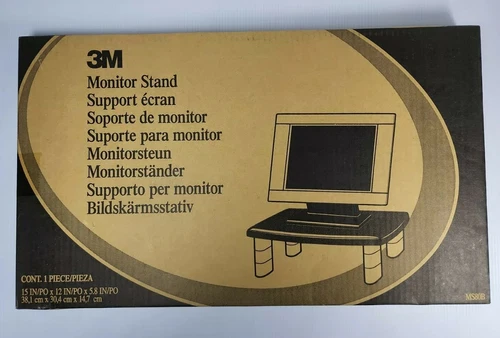 3M
Monitor Stand
Support écran
Soporte de monitor
Suporte para monitor
Monitorsteun
Monitorständer
Supporto per monitor
Bildskärmsstativ
CONT. 1 PIECE/PIEZA
15 IN/PO x 12 IN/PO x 5.8 IN/PO
38,1 cm x 30,4 cm x 14,7 cm
MS80B